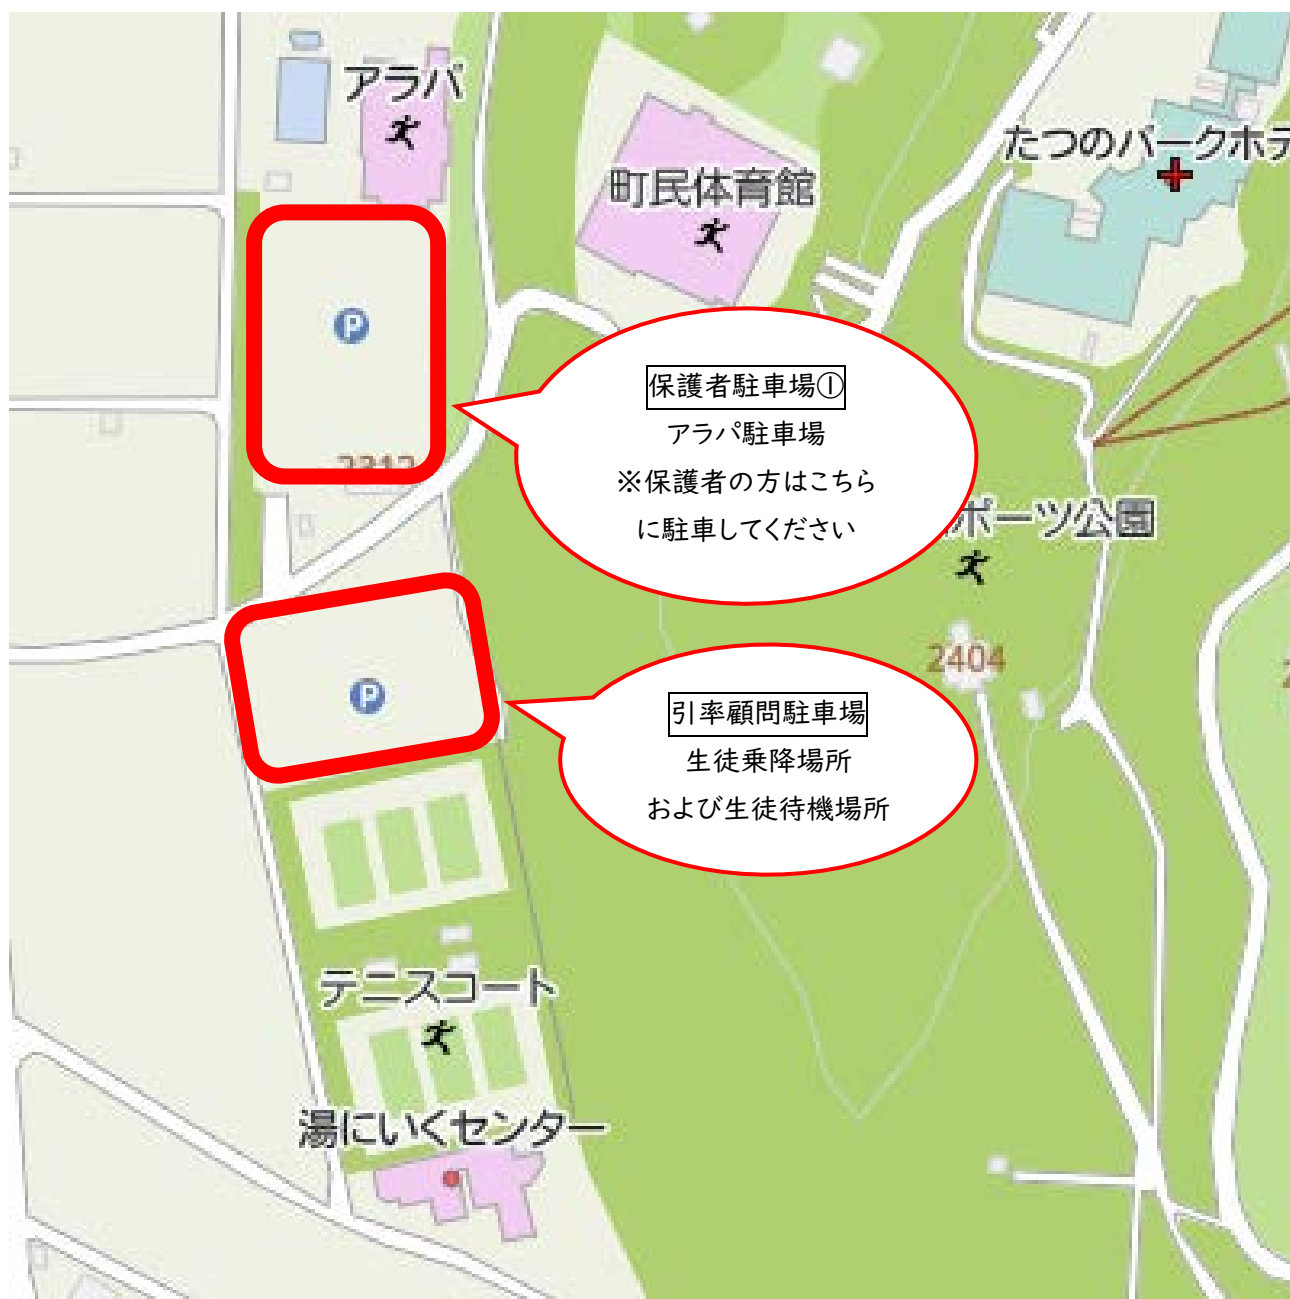 アラパ
町民体育館
たつのパークホテ
P
保護者駐車場①
アラパ駐車場
※保護者の方はこちら
に駐車してください
ポーツ公園
2404
P
引率顧問駐車場
生徒乗降場所
および生徒待機場所
テニスコート
湯にいくセンター